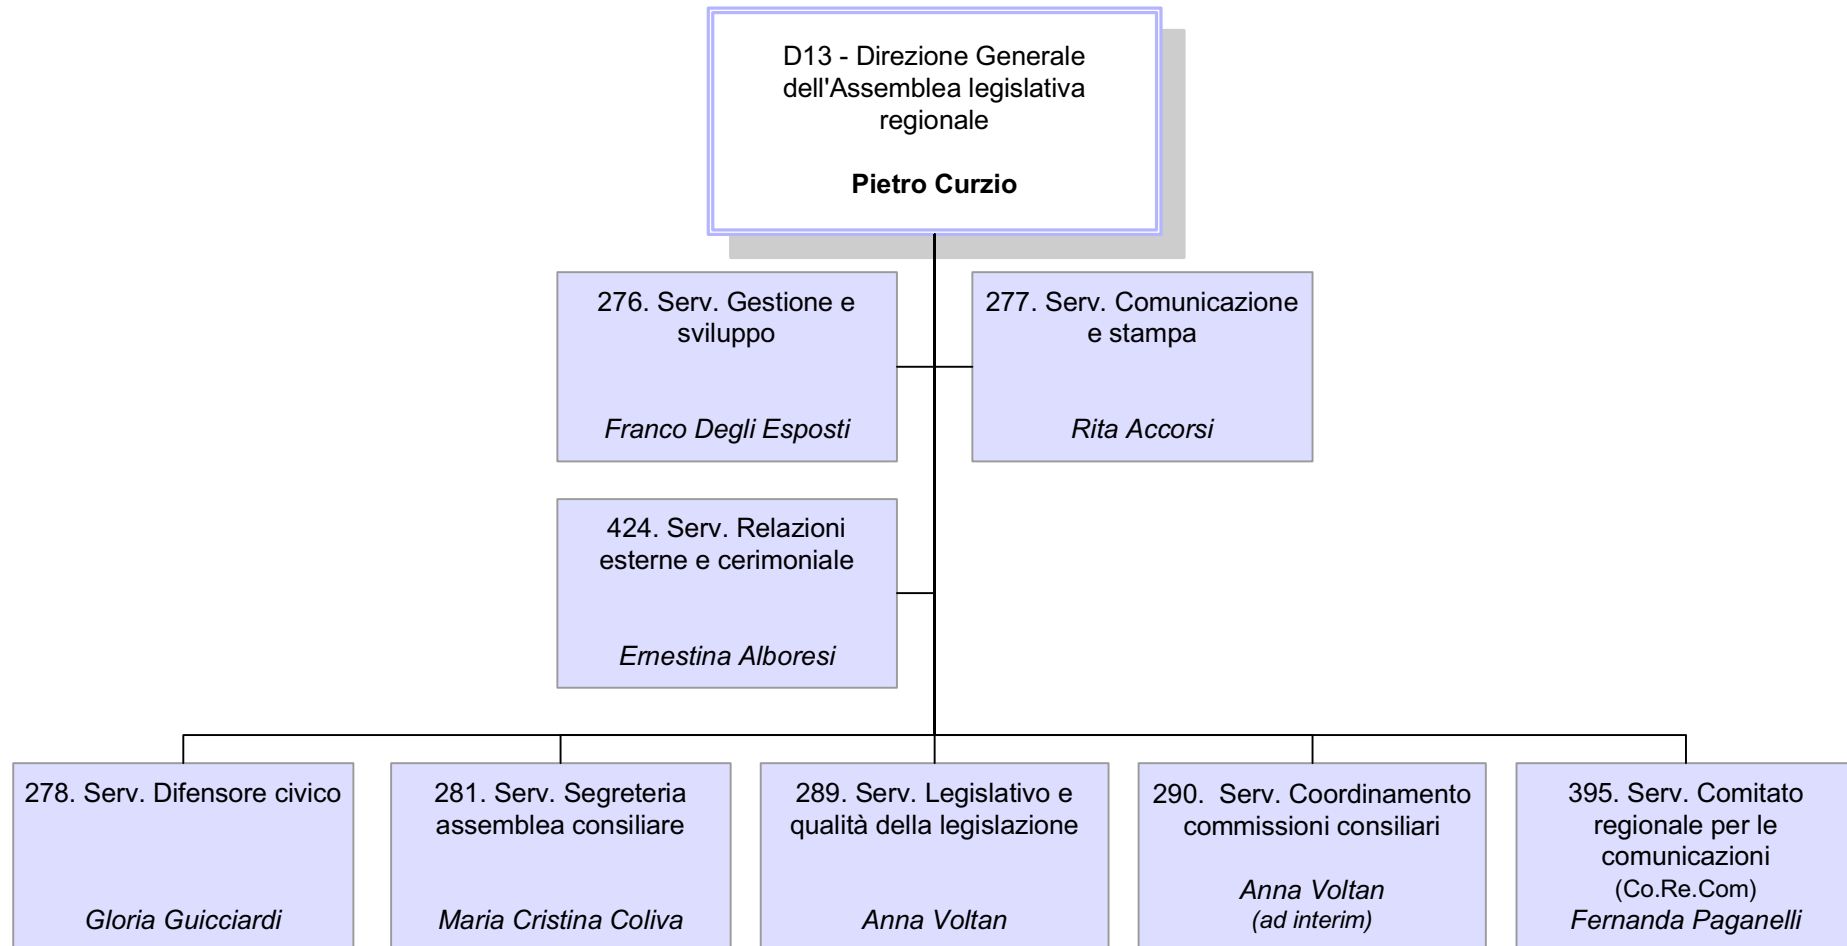 D13 - Direzione Generale
dell'Assemblea legislativa
regionale
Pietro Curzio
276. Serv. Gestione e
sviluppo
Franco Degli Esposti
277. Serv. Comunicazione
e stampa
Rita Accorsi
424. Serv. Relazioni
esterne e cerimoniale
Ernestina Alboresi
278. Serv. Difensore civico
Gloria Guicciardi
281. Serv. Segreteria
assemblea consiliare
Maria Cristina Coliva
289. Serv. Legislativo e
qualità della legislazione
Anna Voltan
290. Serv. Coordinamento
commissioni consiliari
Anna Voltan
(ad interim)
395. Serv. Comitato
regionale per le
comunicazioni
(Co.Re.Com)
Fernanda Paganelli